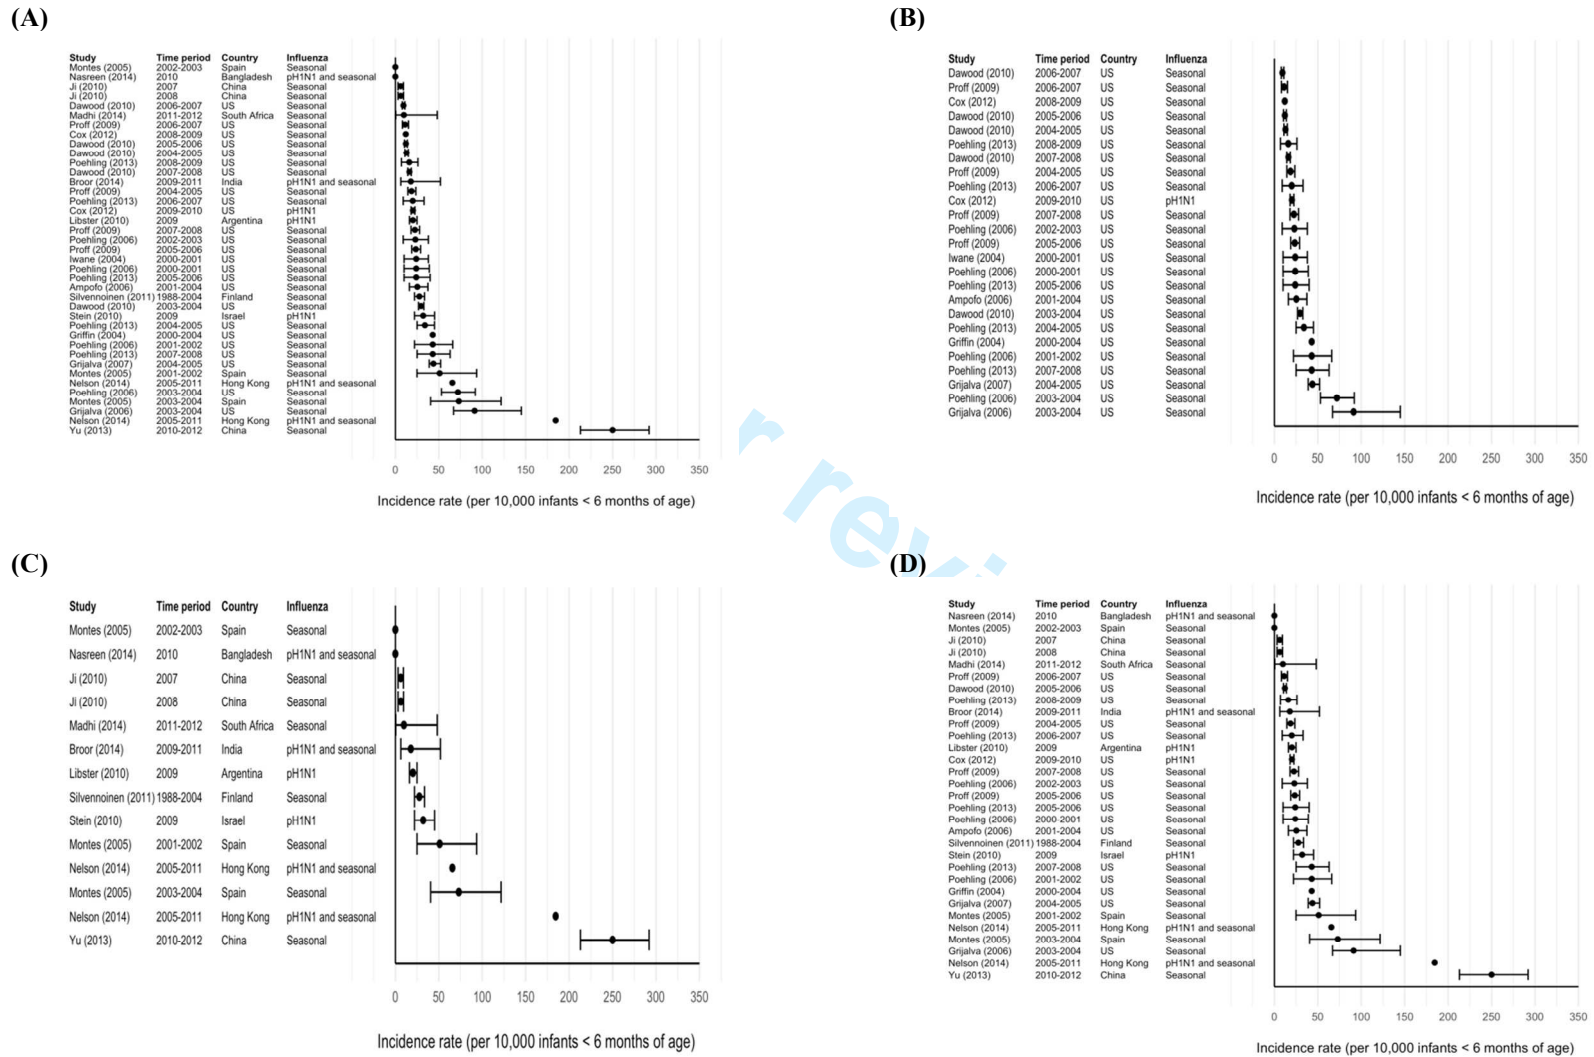 (A)
Study Time period Country Influenza
Montes (2005) 2002-2003 Spain Seasonal
Nasreen (2014) 2010 Bangladesh pH1N1 and seasonal
Ji (2010) 2007 China Seasonal
Ji (2010) 2008 China Seasonal
Dawood (2010) 2006-2007 US Seasonal
Madhi (2014) 2011-2012 South Africa Seasonal
Proff (2009) 2006-2007 US Seasonal
Cox (2012) 2008-2009 US Seasonal
Dawood (2010) 2005-2006 US Seasonal
Dawood (2010) 2004-2005 US Seasonal
Poehling (2013) 2008-2009 US Seasonal
Dawood (2010) 2007-2008 US Seasonal
Broor (2014) 2009-2011 India pH1N1 and seasonal
Proff (2009) 2004-2005 US Seasonal
Poehling (2013) 2006-2007 US Seasonal
Cox (2012) 2009-2010 US pH1N1
Libster (2010) 2009 Argentina pH1N1
Proff (2009) 2007-2008 US Seasonal
Poehling (2006) 2002-2003 US Seasonal
Proff (2009) 2005-2006 US Seasonal
Iwane (2004) 2000-2001 US Seasonal
Poehling (2006) 2000-2001 US Seasonal
Poehling (2013) 2005-2006 US Seasonal
Ampofo (2006) 2001-2004 US Seasonal
Silvennoinen (2011) 1988-2004 Finland Seasonal
Dawood (2010) 2003-2004 US Seasonal
Stein (2010) 2009 Israel pH1N1
Poehling (2013) 2004-2005 US Seasonal
Griffin (2004) 2000-2004 US Seasonal
Poehling (2006) 2001-2002 US Seasonal
Poehling (2013) 2007-2008 US Seasonal
Grijalva (2007) 2004-2005 US Seasonal
Montes (2005) 2001-2002 Spain Seasonal
Nelson (2014) 2005-2011 Hong Kong pH1N1 and seasonal
Poehling (2006) 2003-2004 US Seasonal
Montes (2005) 2003-2004 Spain Seasonal
Grijalva (2006) 2003-2004 US Seasonal
Nelson (2014) 2005-2011 Hong Kong pH1N1 and seasonal
Yu (2013) 2010-2012 China Seasonal
0 50 100 150 200 250 300 350
Incidence rate (per 10,000 infants < 6 months of age)
(B)
Study Time period Country Influenza
Dawood (2010) 2006-2007 US Seasonal
Proff (2009) 2006-2007 US Seasonal
Cox (2012) 2008-2009 US Seasonal
Dawood (2010) 2005-2006 US Seasonal
Dawood (2010) 2004-2005 US Seasonal
Poehling (2013) 2008-2009 US Seasonal
Dawood (2010) 2007-2008 US Seasonal
Proff (2009) 2004-2005 US Seasonal
Poehling (2013) 2006-2007 US Seasonal
Cox (2012) 2009-2010 US pH1N1
Proff (2009) 2007-2008 US Seasonal
Poehling (2006) 2002-2003 US Seasonal
Proff (2009) 2005-2006 US Seasonal
Iwane (2004) 2000-2001 US Seasonal
Poehling (2006) 2000-2001 US Seasonal
Poehling (2013) 2005-2006 US Seasonal
Ampofo (2006) 2001-2004 US Seasonal
Dawood (2010) 2003-2004 US Seasonal
Poehling (2013) 2004-2005 US Seasonal
Griffin (2004) 2000-2004 US Seasonal
Poehling (2006) 2001-2002 US Seasonal
Poehling (2013) 2007-2008 US Seasonal
Grijalva (2007) 2004-2005 US Seasonal
Poehling (2006) 2003-2004 US Seasonal
Grijalva (2006) 2003-2004 US Seasonal
0 50 100 150 200 250 300 350
Incidence rate (per 10,000 infants < 6 months of age)
(C)
Study Time period Country Influenza
Montes (2005) 2002-2003 Spain Seasonal
Nasreen (2014) 2010 Bangladesh pH1N1 and seasonal
Ji (2010) 2007 China Seasonal
Ji (2010) 2008 China Seasonal
Madhi (2014) 2011-2012 South Africa Seasonal
Broor (2014) 2009-2011 India pH1N1 and seasonal
Libster (2010) 2009 Argentina pH1N1
Silvennoinen (2011) 1988-2004 Finland Seasonal
Stein (2010) 2009 Israel pH1N1
Montes (2005) 2001-2002 Spain Seasonal
Nelson (2014) 2005-2011 Hong Kong pH1N1 and seasonal
Montes (2005) 2003-2004 Spain Seasonal
Nelson (2014) 2005-2011 Hong Kong pH1N1 and seasonal
Yu (2013) 2010-2012 China Seasonal
0 50 100 150 200 250 300 350
Incidence rate (per 10,000 infants < 6 months of age)
(D)
Study Time period Country Influenza
Nasreen (2014) 2010 Bangladesh pH1N1 and seasonal
Montes (2005) 2002-2003 Spain Seasonal
Ji (2010) 2007 China Seasonal
Ji (2010) 2008 China Seasonal
Madhi (2014) 2011-2012 South Africa Seasonal
Proff (2009) 2006-2007 US Seasonal
Dawood (2010) 2005-2006 US Seasonal
Poehling (2013) 2008-2009 US Seasonal
Broor (2014) 2009-2011 India pH1N1 and seasonal
Proff (2009) 2004-2005 US Seasonal
Poehling (2013) 2006-2007 US Seasonal
Libster (2010) 2009 Argentina pH1N1
Cox (2012) 2009-2010 US pH1N1
Proff (2009) 2007-2008 US Seasonal
Poehling (2006) 2002-2003 US Seasonal
Proff (2009) 2005-2006 US Seasonal
Poehling (2013) 2005-2006 US Seasonal
Poehling (2006) 2000-2001 US Seasonal
Ampofo (2006) 2001-2004 US Seasonal
Silvennoinen (2011) 1988-2004 Finland Seasonal
Stein (2010) 2009 Israel pH1N1
Poehling (2013) 2007-2008 US Seasonal
Poehling (2006) 2001-2002 US Seasonal
Griffin (2004) 2000-2004 US Seasonal
Grijalva (2007) 2004-2005 US Seasonal
Montes (2005) 2001-2002 Spain Seasonal
Nelson (2014) 2005-2011 Hong Kong pH1N1 and seasonal
Montes (2005) 2003-2004 Spain Seasonal
Grijalva (2006) 2003-2004 US Seasonal
Nelson (2014) 2005-2011 Hong Kong pH1N1 and seasonal
Yu (2013) 2010-2012 China Seasonal
0 50 100 150 200 250 300 350
Incidence rate (per 10,000 infants < 6 months of age)